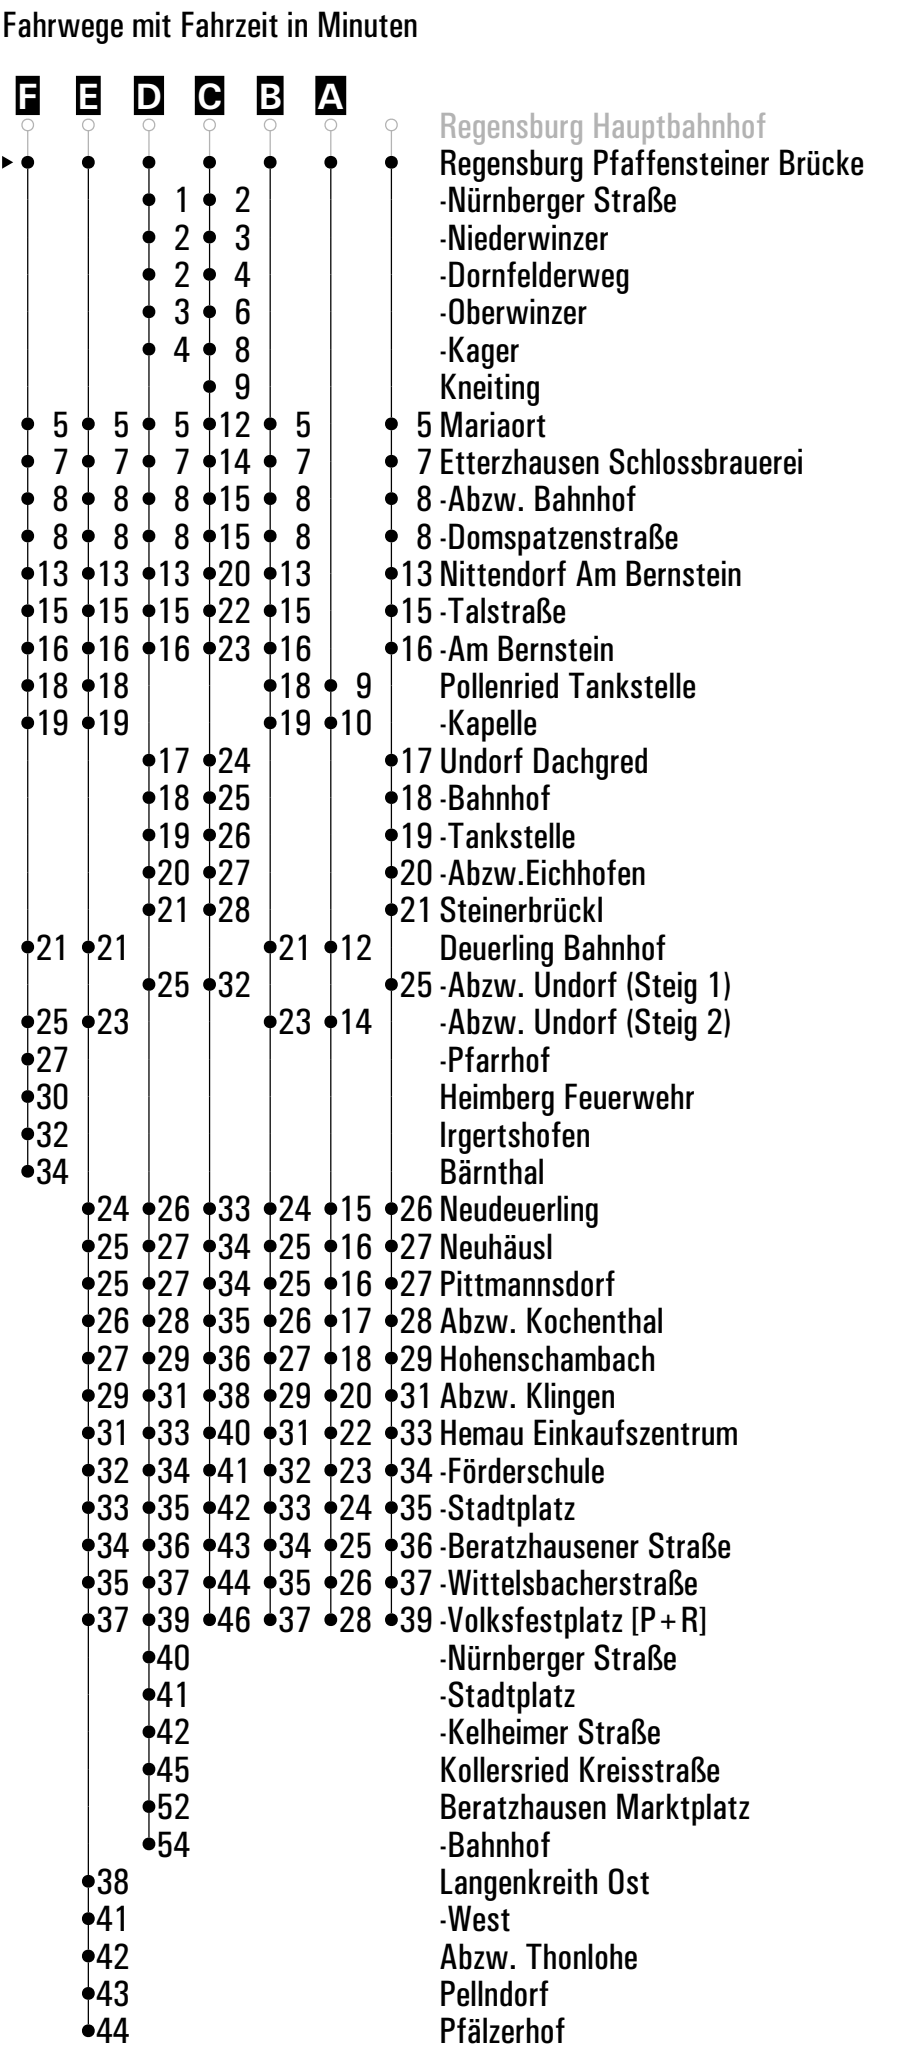 Fahrwege mit Fahrzeit in Minuten
F E D C B A
Regensburg Hauptbahnhof
Regensburg Pfaffensteiner Brücke
1 2 -Nürnberger Straße
2 3 -Niederwinzer
2 4 -Dornfelderweg
3 6 -Oberwinzer
4 8 -Kager
9 Kneiting
5 5 5 12 5 5 Mariaort
7 7 7 14 7 7 Etterzhausen Schlossbrauerei
8 8 8 15 8 8 -Abzw. Bahnhof
8 8 8 15 8 8 -Domspatzenstraße
13 13 13 20 13 13 Nittendorf Am Bernstein
15 15 15 22 15 15 -Talstraße
16 16 16 23 16 16 -Am Bernstein
18 18 18 9 Pollenried Tankstelle
19 19 19 10 -Kapelle
17 24 17 Undorf Dachgred
18 25 18 -Bahnhof
19 26 19 -Tankstelle
20 27 20 -Abzw.Eichhofen
21 28 21 Steinerbrückl
21 21 21 12 Deuerling Bahnhof
25 32 25 -Abzw. Undorf (Steig 1)
25 23 23 14 -Abzw. Undorf (Steig 2)
27 -Pfarrhof
30 Heimberg Feuerwehr
32 Irgertshofen
34 Bärnthal
24 26 33 24 15 26 Neudeuerling
25 27 34 25 16 27 Neuhäusl
25 27 34 25 16 27 Pittmannsdorf
26 28 35 26 17 28 Abzw. Kochenthal
27 29 36 27 18 29 Hohenschambach
29 31 38 29 20 31 Abzw. Klingen
31 33 40 31 22 33 Hemau Einkaufszentrum
32 34 41 32 23 34 -Förderschule
33 35 42 33 24 35 -Stadtplatz
34 36 43 34 25 36 -Beratzhausener Straße
35 37 44 35 26 37 -Wittelsbacherstraße
37 39 46 37 28 39 -Volksfestplatz [P+R]
40 -Nürnberger Straße
41 -Stadtplatz
42 -Kelheimer Straße
45 Kollersried Kreisstraße
52 Beratzhausen Marktplatz
54 -Bahnhof
38 Langenkreith Ost
41 -West
42 Abzw. Thonlohe
43 Pellndorf
44 Pfälzerhof